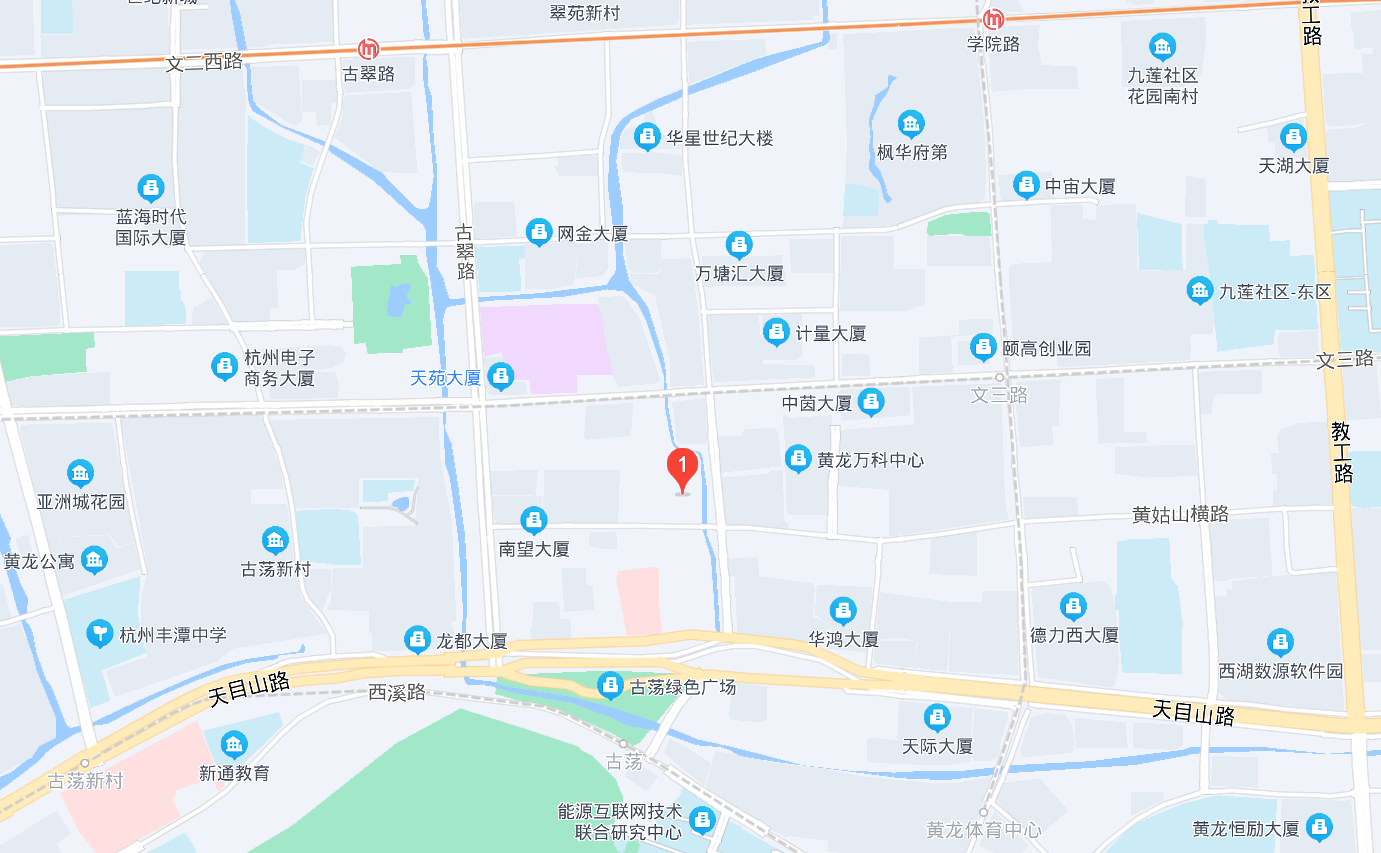 世纪新城
翠苑新村
教工路
文二西路
古翠路
学院路
九莲社区
花园南村
华星世纪大楼
枫华府第
天湖大厦
中宙大厦
蓝海时代
国际大厦
古翠路
网金大厦
万塘汇大厦
九莲社区-东区
计量大厦
颐高创业园
杭州电子
商务大厦
天苑大厦
文三路
文三路
中茵大厦
教工路
黄龙万科中心
1
亚洲城花园
黄姑山横路
南望大厦
黄龙公寓
古荡新村
杭州丰潭中学
龙都大厦
华鸿大厦
德力西大厦
西湖数源软件园
天目山路
西溪路
古荡绿色广场
天目山路
天际大厦
古荡新村
新通教育
古荡
能源互联网技术
联合研究中心
黄龙体育中心
黄龙恒励大厦